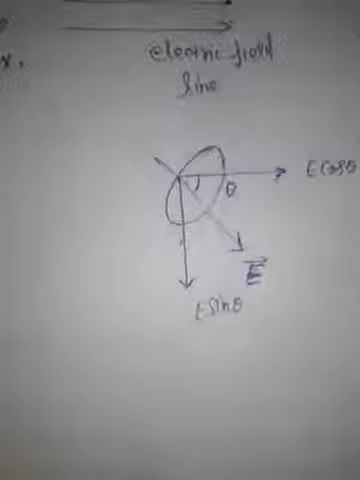 x.
electric field
line
θ
E cosθ
E⃗
E sinθ